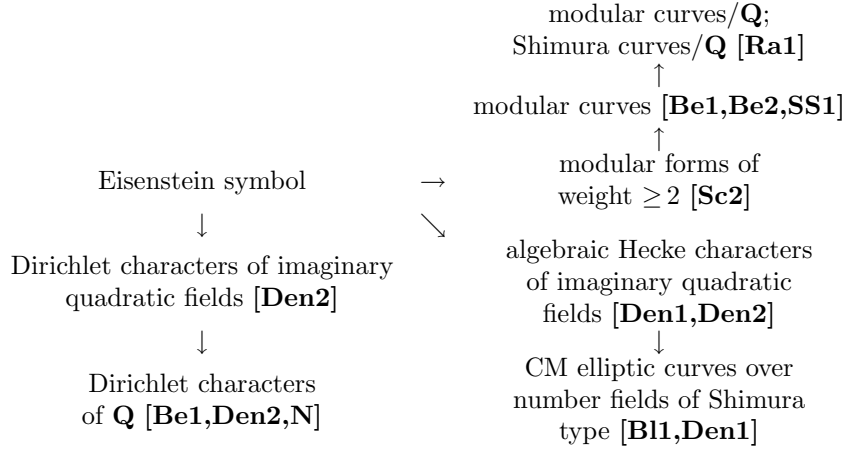 modular curves/Q;
Shimura curves/Q [Ra1]
↑
modular curves [Be1,Be2,SS1]
↑
modular forms of
weight ≥ 2 [Sc2]
Eisenstein symbol →
↓ ↘
Dirichlet characters of imaginary
quadratic fields [Den2]
algebraic Hecke characters
of imaginary quadratic
fields [Den1,Den2]
↓ ↓
Dirichlet characters
of Q [Be1,Den2,N]
CM elliptic curves over
number fields of Shimura
type [Bl1,Den1]